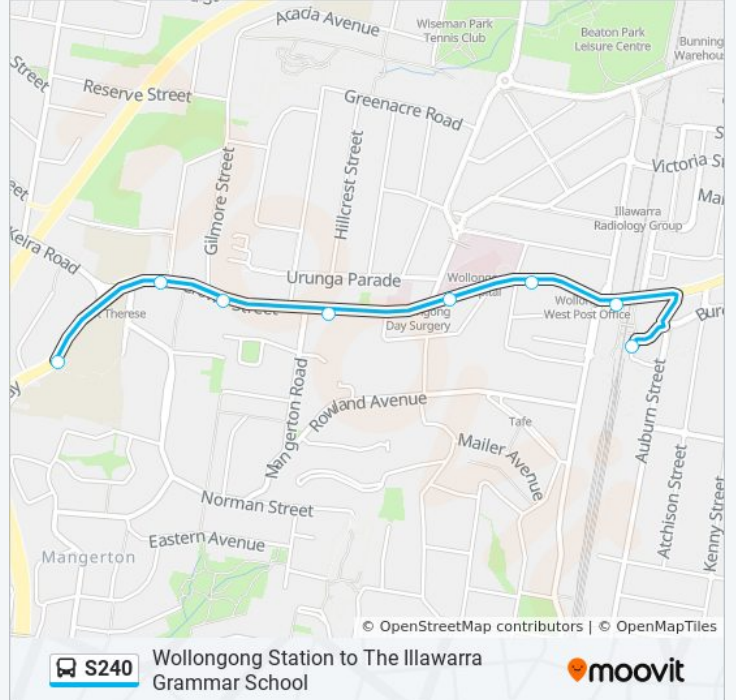 Acacia Avenue
Wiseman Park
Tennis Club
Beaton Park
Leisure Centre
Street
Reserve Street
Greenacre Road
Victoria
Gilmore Street
Hillcrest Street
Illawarra
Radiology Group
Keira Road
Urunga Parade
West Post Office
Therese
Day Surgery
Mangerton Road
Rowland Avenue
Auburn Street
Tafe
Mailer Avenue
Atchison Street
Kenny Street
Norman Street
Eastern Avenue
Mangerton
© OpenStreetMap contributors | © OpenMapTiles
S240
Wollongong Station to The Illawarra
Grammar School
moovit